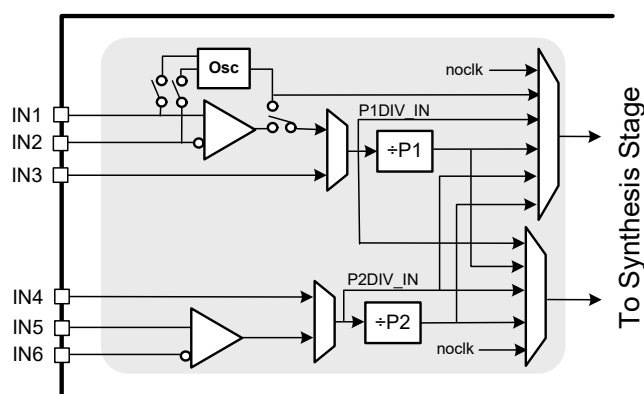 Osc
noclk
IN1
P1DIV_IN
IN2
÷P1
IN3
To Synthesis Stage
P2DIV_IN
IN4
IN5
÷P2
IN6
noclk